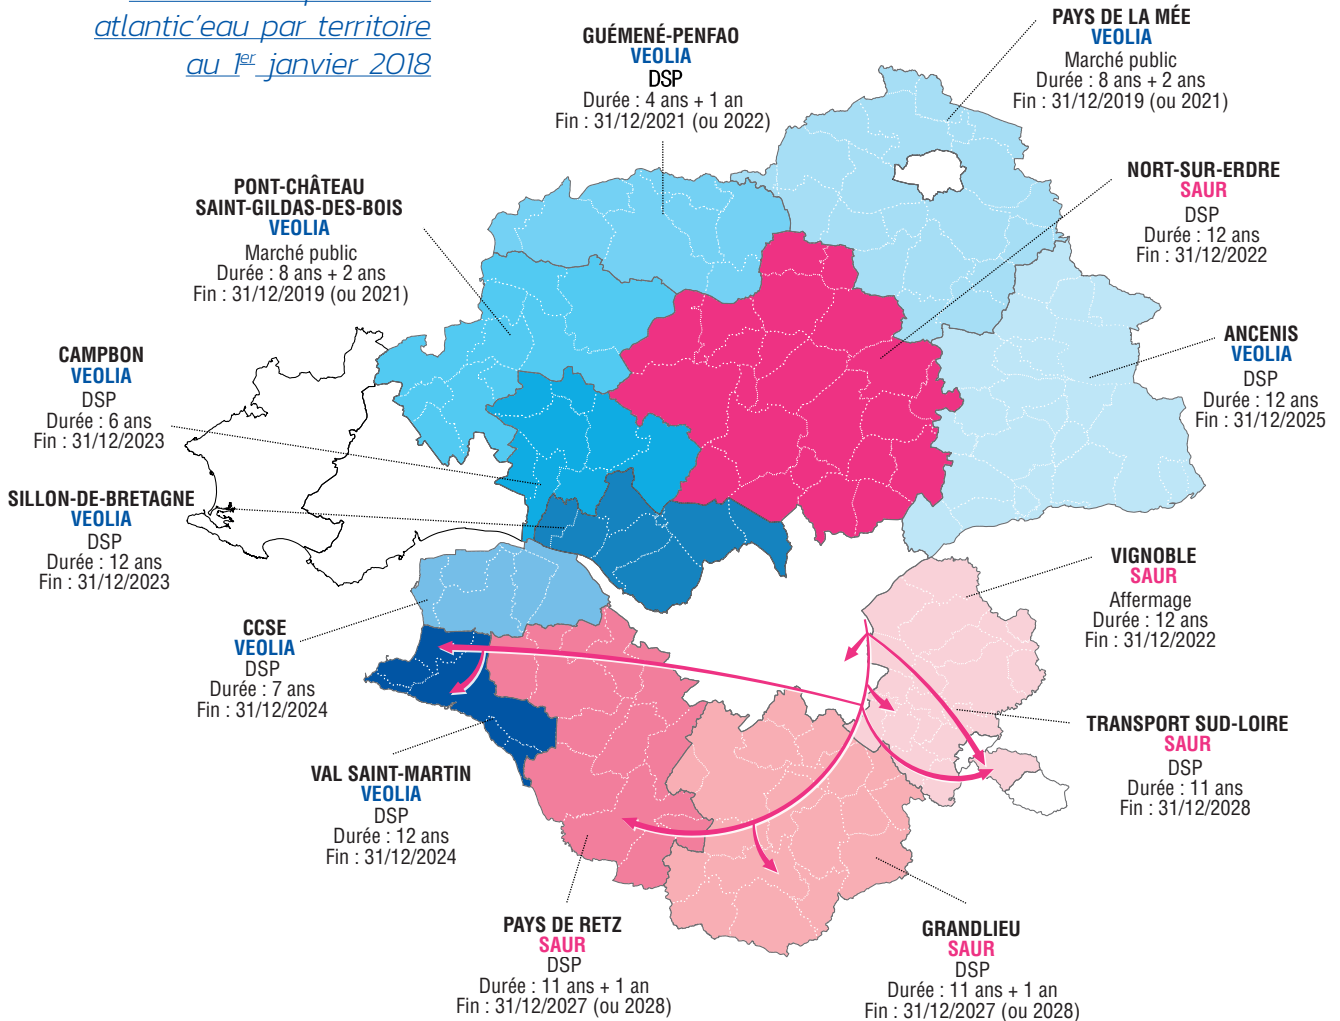 atlantic'eau par territoire
au 1er janvier 2018
GUÉMENÉ-PENFAO
VEOLIA
DSP
Durée : 4 ans + 1 an
Fin : 31/12/2021 (ou 2022)
PAYS DE LA MÉE
VEOLIA
Marché public
Durée : 8 ans + 2 ans
Fin : 31/12/2019 (ou 2021)
NORT-SUR-ERDRE
SAUR
DSP
Durée : 12 ans
Fin : 31/12/2022
PONT-CHÂTEAU
SAINT-GILDAS-DES-BOIS
VEOLIA
Marché public
Durée : 8 ans + 2 ans
Fin : 31/12/2019 (ou 2021)
ANCENIS
VEOLIA
DSP
Durée : 12 ans
Fin : 31/12/2025
CAMPBON
VEOLIA
DSP
Durée : 6 ans
Fin : 31/12/2023
SILLON-DE-BRETAGNE
VEOLIA
DSP
Durée : 12 ans
Fin : 31/12/2023
VIGNOBLE
SAUR
Affermage
Durée : 12 ans
Fin : 31/12/2022
CCSE
VEOLIA
DSP
Durée : 7 ans
Fin : 31/12/2024
TRANSPORT SUD-LOIRE
SAUR
DSP
Durée : 11 ans
Fin : 31/12/2028
VAL SAINT-MARTIN
VEOLIA
DSP
Durée : 12 ans
Fin : 31/12/2024
PAYS DE RETZ
SAUR
DSP
Durée : 11 ans + 1 an
Fin : 31/12/2027 (ou 2028)
GRANDLIEU
SAUR
DSP
Durée : 11 ans + 1 an
Fin : 31/12/2027 (ou 2028)